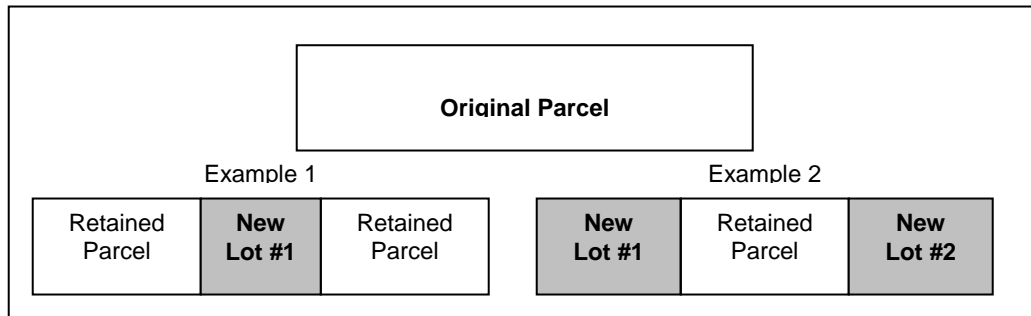 Original Parcel
Example 1
Example 2
Retained
Parcel
New
Lot #1
Retained
Parcel
New
Lot #1
Retained
Parcel
New
Lot #2